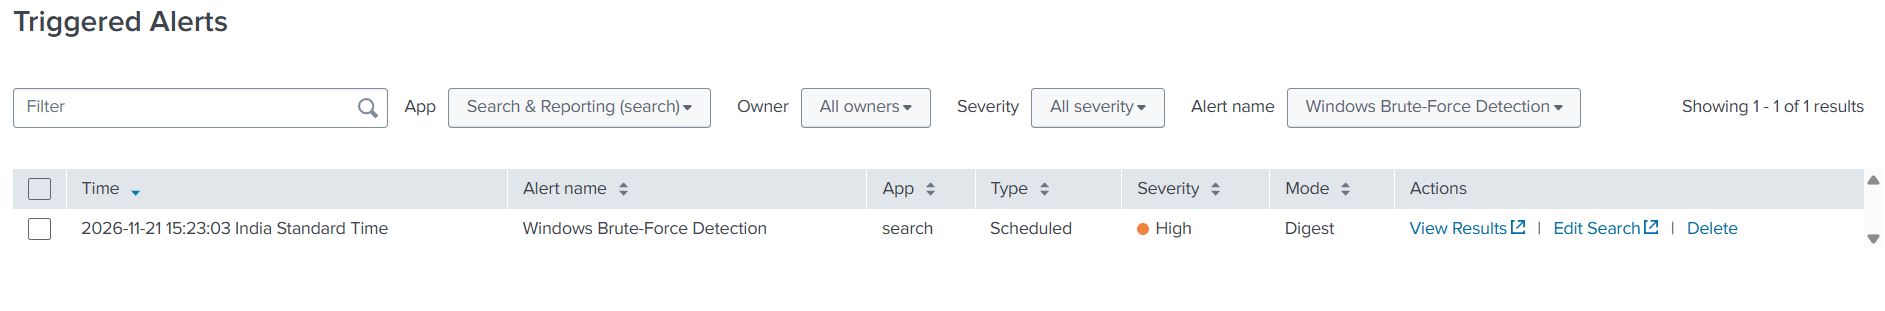 Triggered Alerts
Filter App Search & Reporting (search) Owner All owners Severity All severity Alert name Windows Brute-Force Detection Showing 1 - 1 of 1 results
Time Alert name App Type Severity Mode Actions
2026-11-21 15:23:03 India Standard Time Windows Brute-Force Detection search Scheduled High Digest View Results | Edit Search | Delete